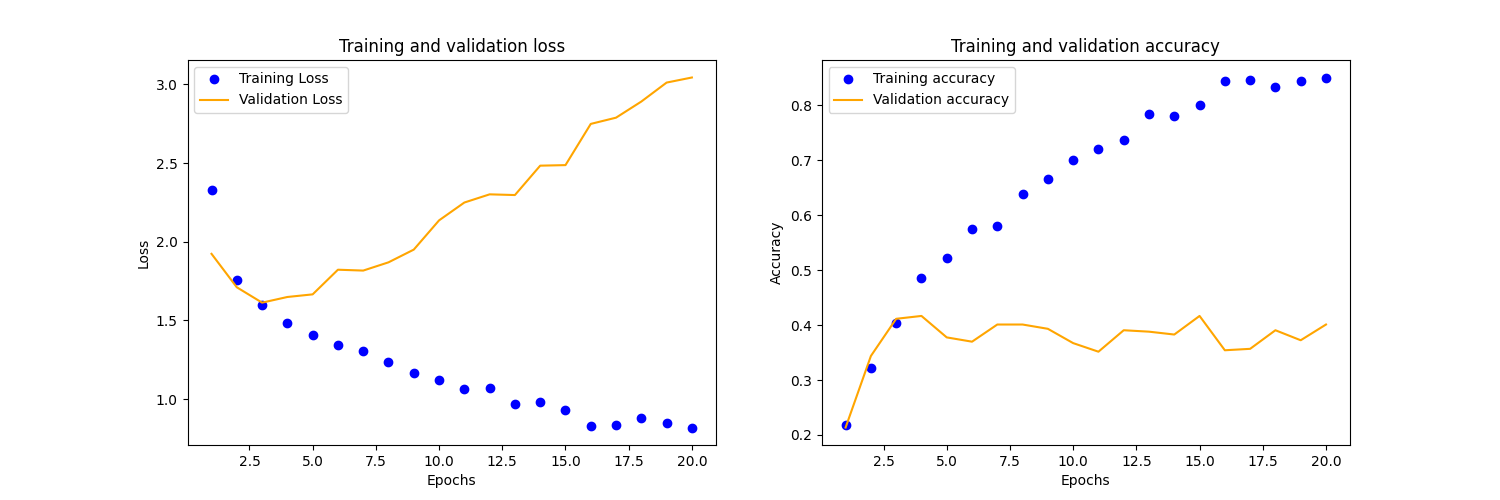 Training and validation loss
Training Loss
Validation Loss
3.0
2.5
2.0
1.5
1.0
Loss
2.5 5.0 7.5 10.0 12.5 15.0 17.5 20.0
Epochs
Training and validation accuracy
Training accuracy
Validation accuracy
0.8
0.7
0.6
0.5
0.4
0.3
0.2
Accuracy
2.5 5.0 7.5 10.0 12.5 15.0 17.5 20.0
Epochs